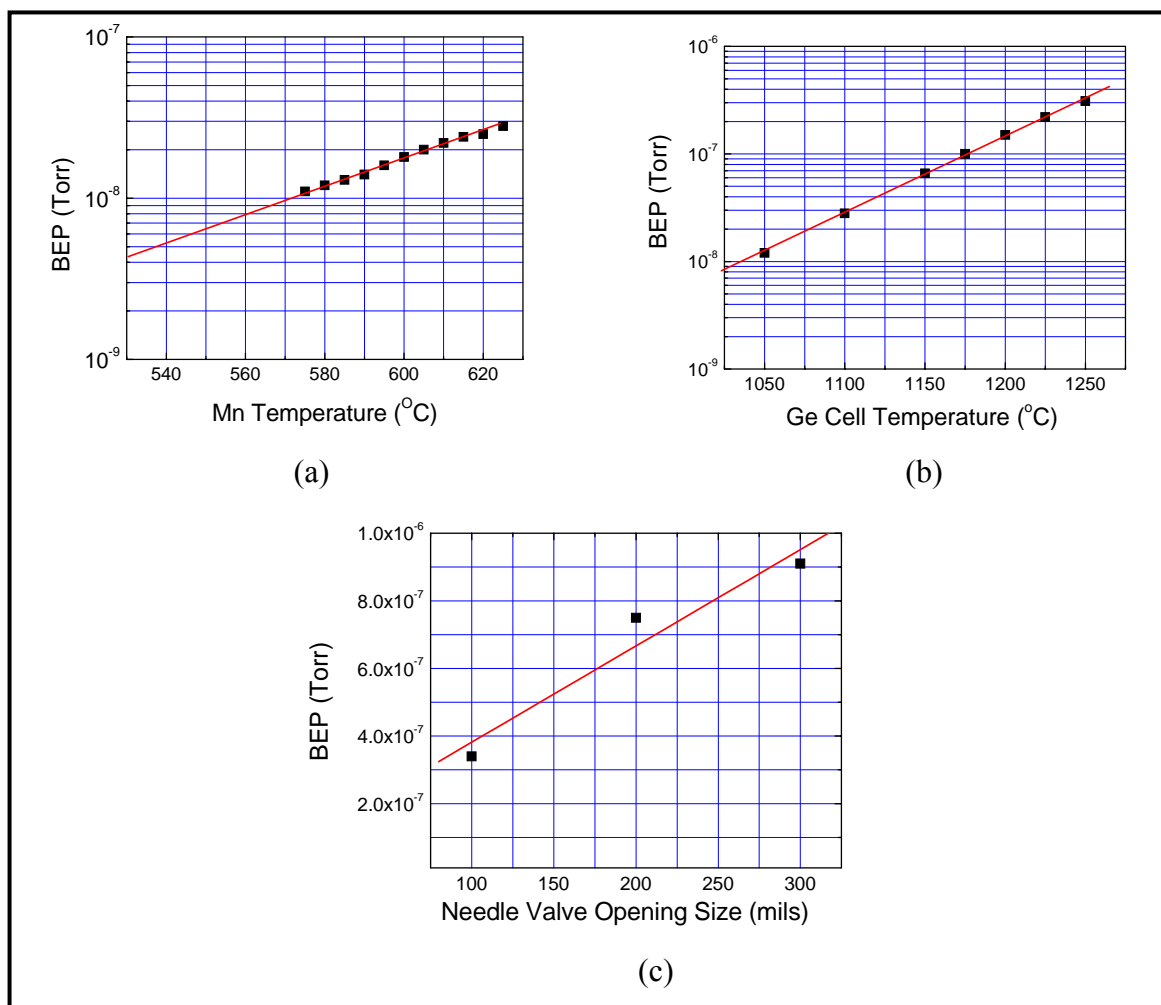 10⁻⁷
10⁻⁸
10⁻⁹
BEP (Torr)
540 560 580 600 620
Mn Temperature (ᴼC)
(a)
10⁻⁶
10⁻⁷
10⁻⁸
10⁻⁹
BEP (Torr)
1050 1100 1150 1200 1250
Ge Cell Temperature (°C)
(b)
1.0x10⁻⁶
8.0x10⁻⁷
6.0x10⁻⁷
4.0x10⁻⁷
2.0x10⁻⁷
BEP (Torr)
100 150 200 250 300
Needle Valve Opening Size (mils)
(c)